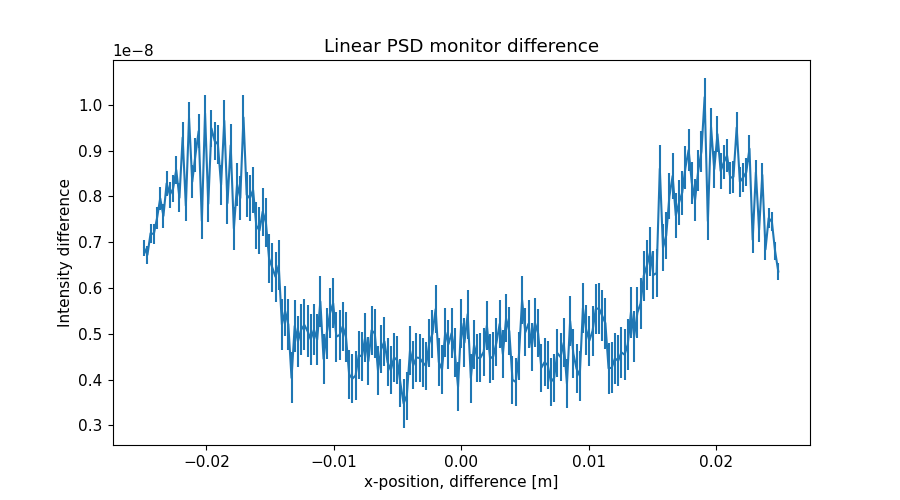 Linear PSD monitor difference
1e−8
1.0
0.9
0.8
0.7
0.6
0.5
0.4
0.3
Intensity difference
−0.02 −0.01 0.00 0.01 0.02
x-position, difference [m]